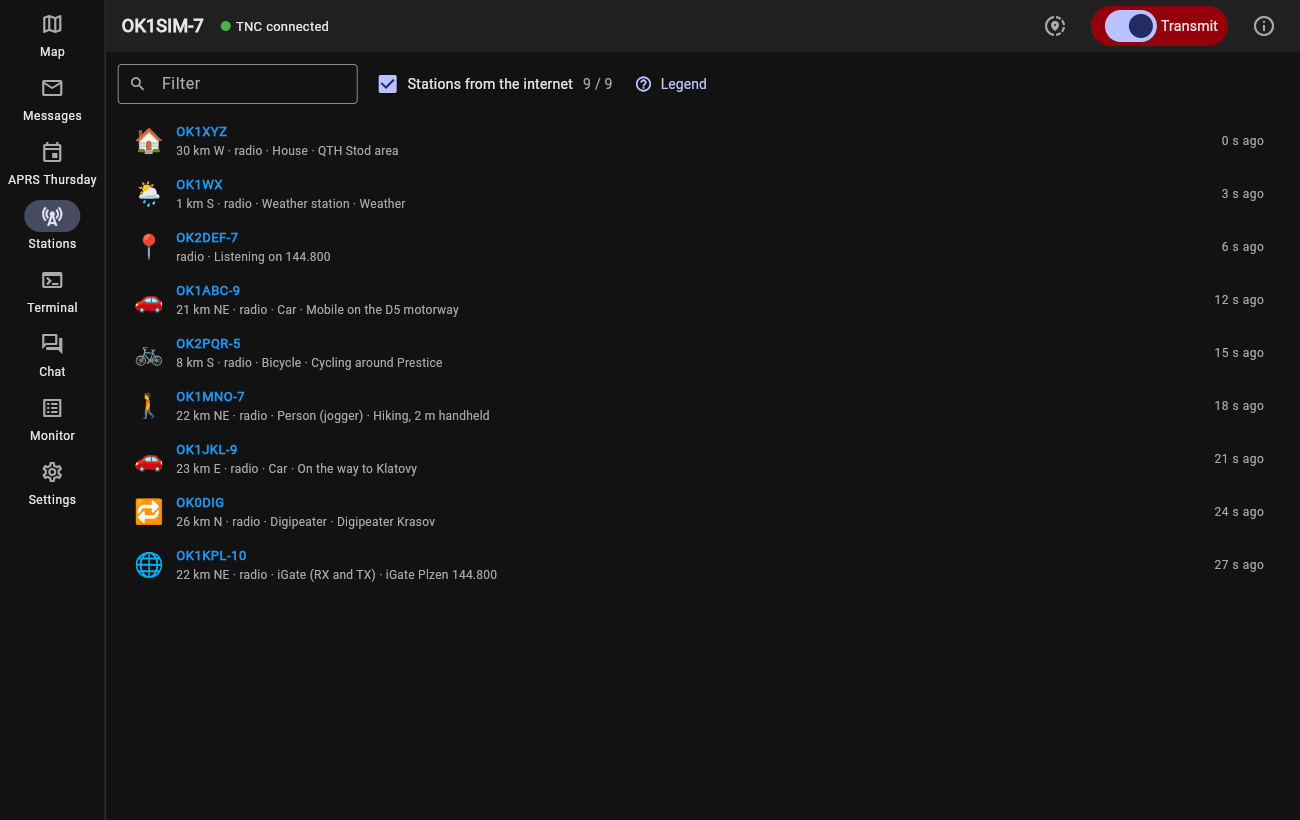 OK1SIM-7
TNC connected
Transmit
Map
Messages
APRS Thursday
Stations
Terminal
Chat
Monitor
Settings
Filter
Stations from the internet 9 / 9
Legend
OK1XYZ
30 km W · radio · House · QTH Stod area
0 s ago
OK1WX
1 km S · radio · Weather station · Weather
3 s ago
OK2DEF-7
radio · Listening on 144.800
6 s ago
OK1ABC-9
21 km NE · radio · Car · Mobile on the D5 motorway
12 s ago
OK2PQR-5
8 km S · radio · Bicycle · Cycling around Prestice
15 s ago
OK1MNO-7
22 km NE · radio · Person (jogger) · Hiking, 2 m handheld
18 s ago
OK1JKL-9
23 km E · radio · Car · On the way to Klatovy
21 s ago
OK0DIG
26 km N · radio · Digipeater · Digipeater Krasov
24 s ago
OK1KPL-10
22 km NE · radio · iGate (RX and TX) · iGate Plzen 144.800
27 s ago